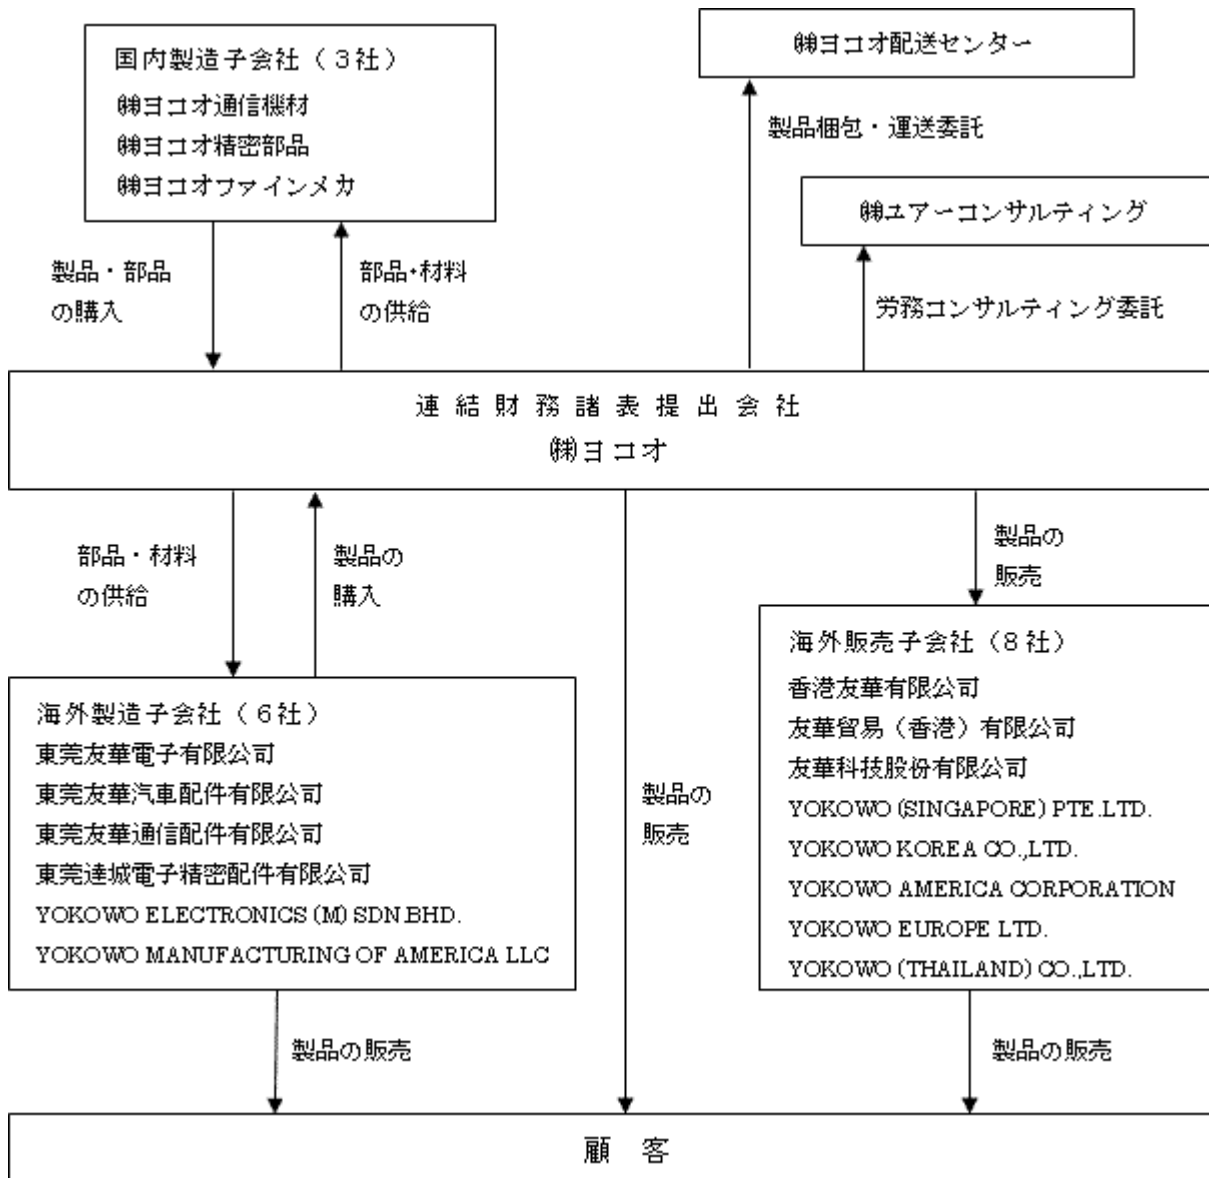 国内製造子会社（３社）
㈱ヨコオ通信機材
㈱ヨコオ精密部品
㈱ヨコオファインメカ
㈱ヨコオ配送センター
製品梱包・運送委託
㈱ユアーコンサルティング
労務コンサルティング委託
製品・部品
の購入
部品・材料
の供給
連結財務諸表提出会社
㈱ヨコオ
部品・材料
の供給
製品の
購入
製品の
販売
製品の
販売
海外製造子会社（６社）
東莞友華電子有限公司
東莞友華汽車配件有限公司
東莞友華通信配件有限公司
東莞達城電子精密配件有限公司
YOKOWO ELECTRONICS (M) SDN.BHD.
YOKOWO MANUFACTURING OF AMERICA LLC
海外販売子会社（８社）
香港友華有限公司
友華貿易（香港）有限公司
友華科技股份有限公司
YOKOWO (SINGAPORE) PTE.LTD.
YOKOWO KOREA CO.,LTD.
YOKOWO AMERICA CORPORATION
YOKOWO EUROPE LTD.
YOKOWO (THAILAND) CO.,LTD.
製品の販売
製品の販売
顧　客